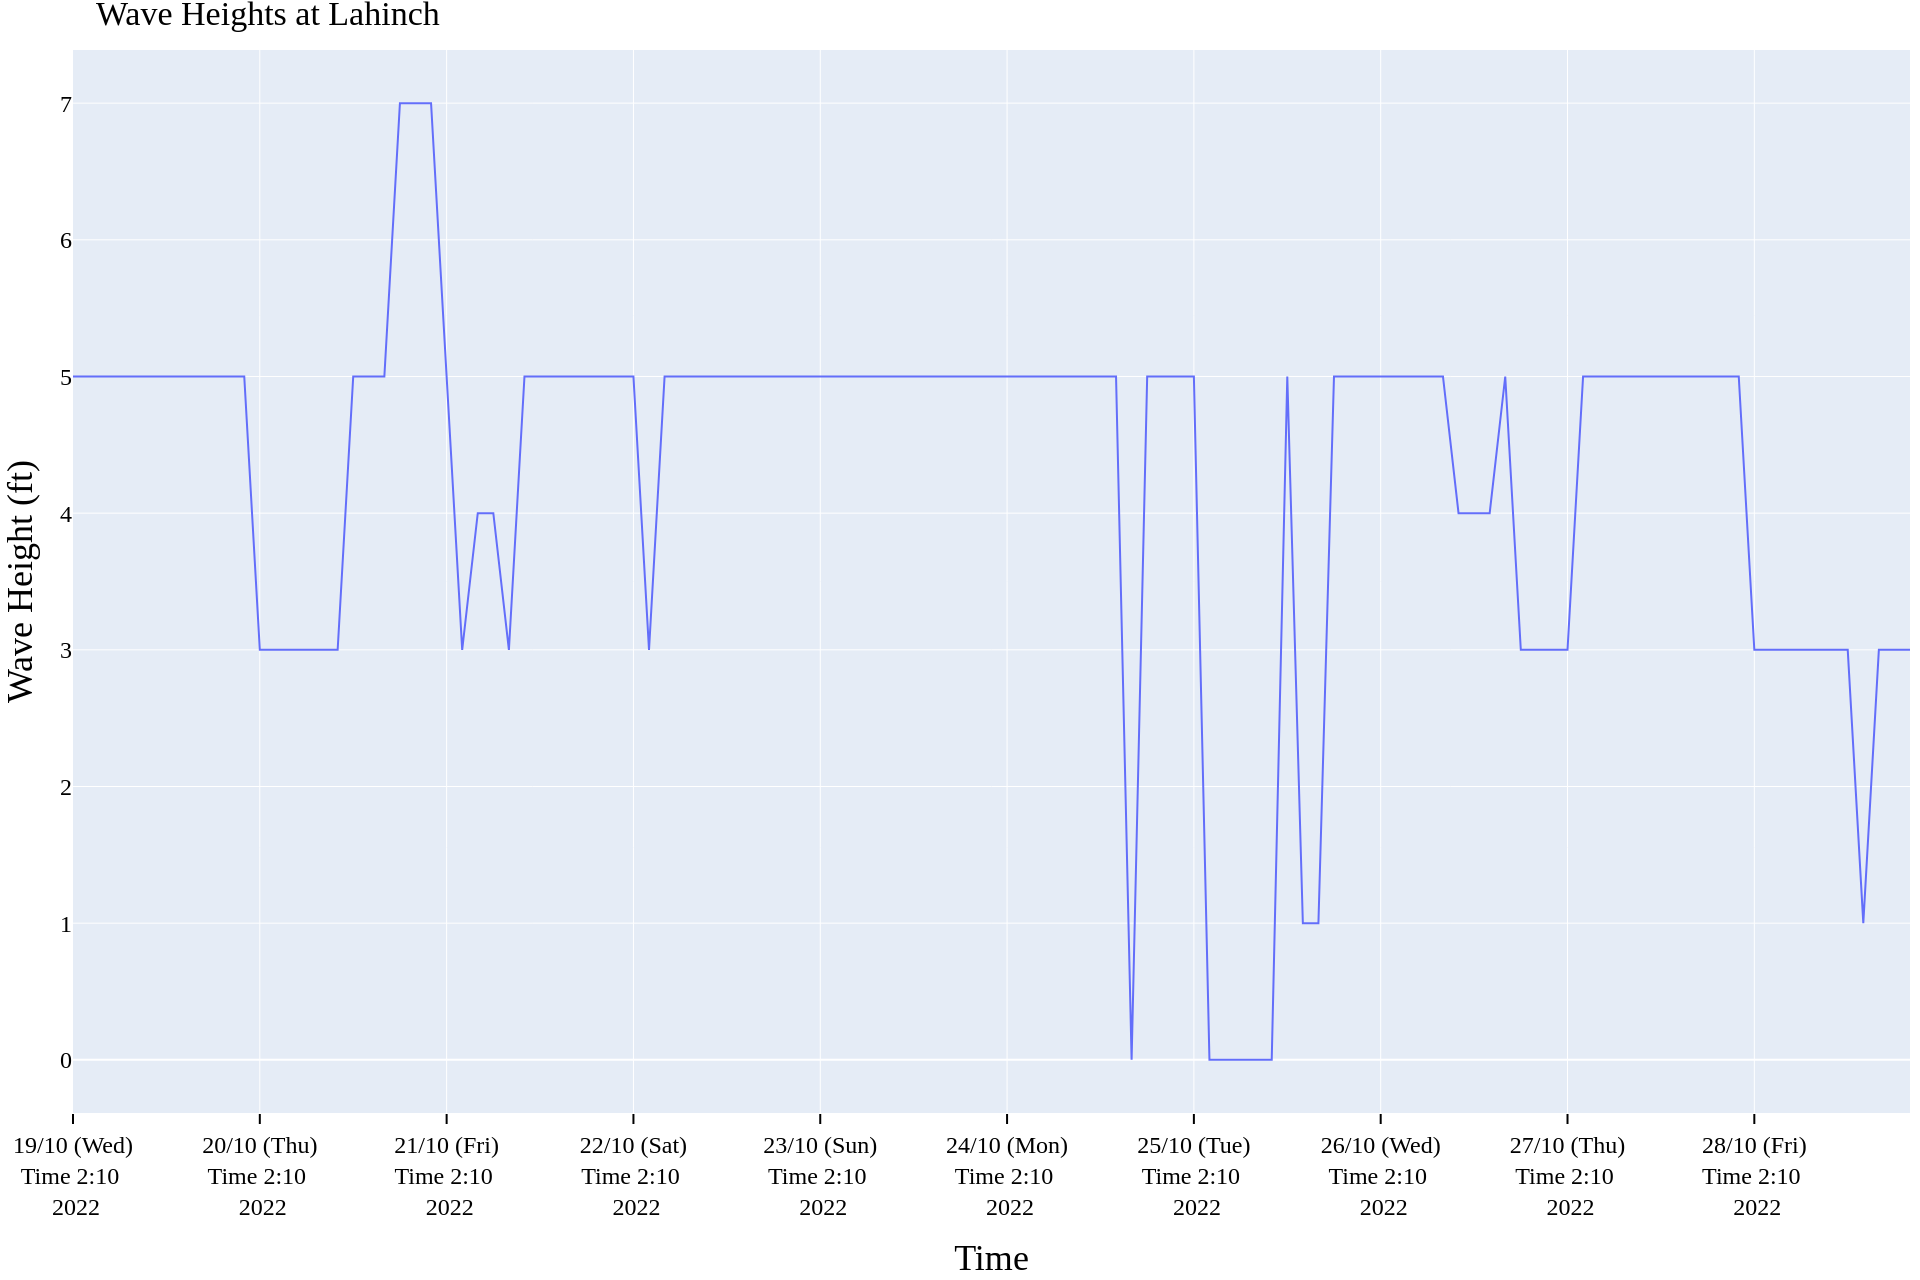 Wave Heights at Lahinch
Wave Height (ft)
7
6
5
4
3
2
1
0
19/10 (Wed) 20/10 (Thu) 21/10 (Fri) 22/10 (Sat) 23/10 (Sun) 24/10 (Mon) 25/10 (Tue) 26/10 (Wed) 27/10 (Thu) 28/10 (Fri)
Time 2:10 Time 2:10 Time 2:10 Time 2:10 Time 2:10 Time 2:10 Time 2:10 Time 2:10 Time 2:10 Time 2:10
2022 2022 2022 2022 2022 2022 2022 2022 2022 2022
Time